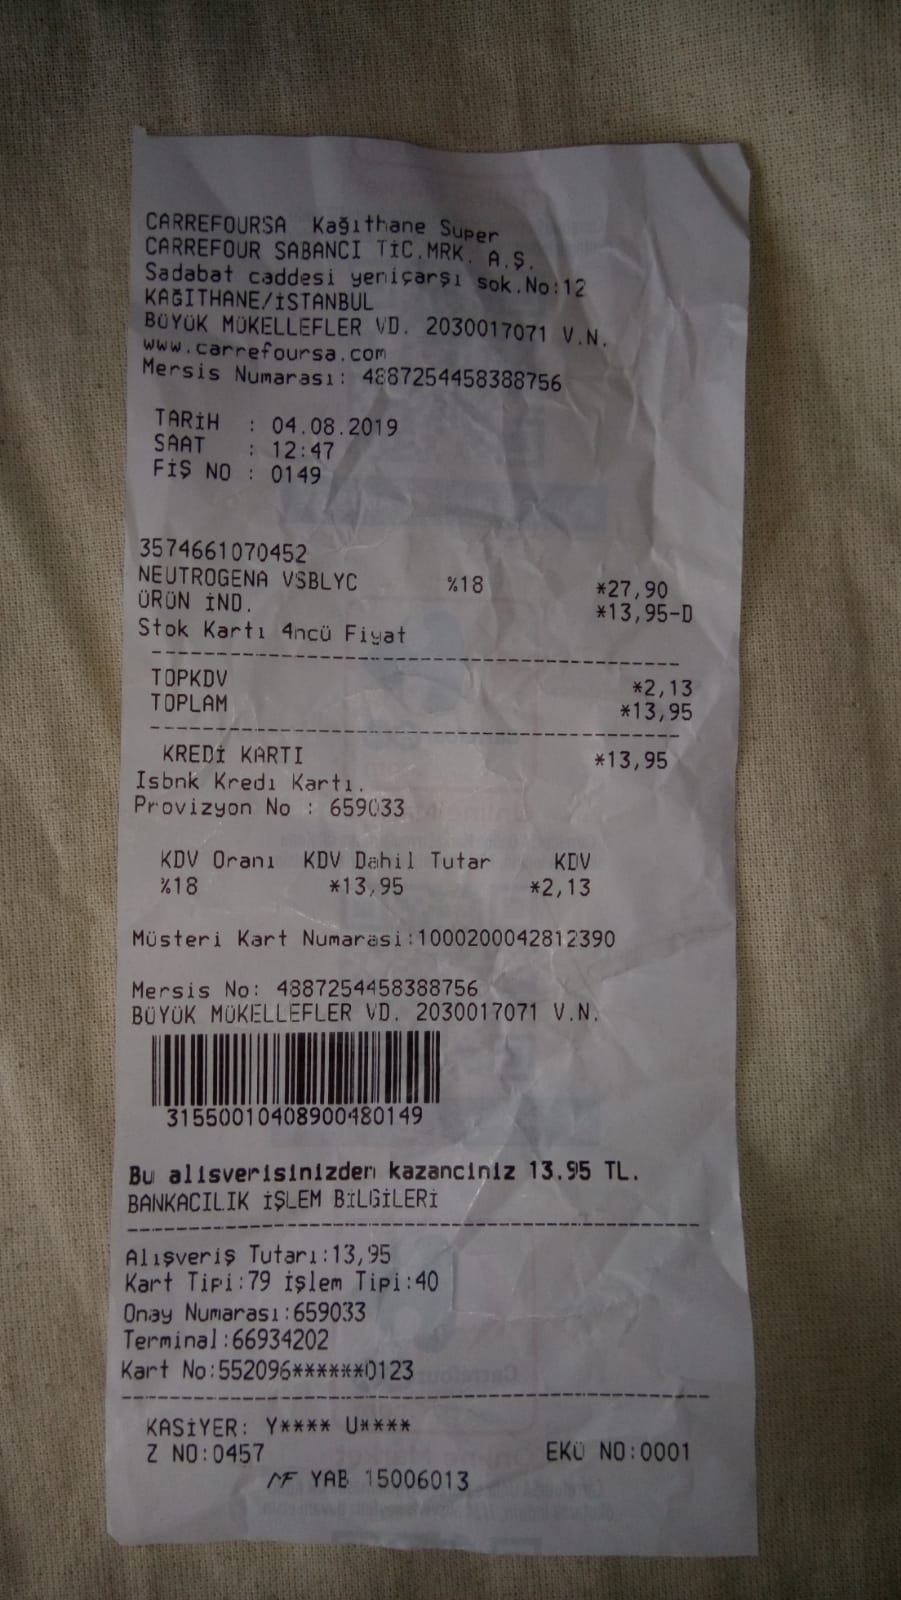 CARREFOURSA Kağıthane Super
CARREFOUR SABANCI TİC.MRK. A.Ş.
Sadabat caddesi yeniçarşı sok.No:12
KAĞITHANE/İSTANBUL
BÜYÜK MÜKELLEFLER VD. 2030017071 V.N.
www.carrefoursa.com
Mersis Numarası: 4887254458388756
TARİH : 04.08.2019
SAAT : 12:47
FİŞ NO : 0149
3574661070452
NEUTROGENA VSBLYC %18 *27,90
ÜRÜN İND. *13,95-D
Stok Kartı 4ncü Fiyat
TOPKDV *2,13
TOPLAM *13,95
KREDİ KARTI *13,95
Isbnk Kredı Kartı.
Provizyon No : 659033
KDV Oranı KDV Dahil Tutar KDV
%18 *13,95 *2,13
Müsteri Kart Numarasi:1000200042812390
Mersis No: 4887254458388756
BÜYÜK MÜKELLEFLER VD. 2030017071 V.N.
31550010408900480149
Bu alisverisinizden kazanciniz 13.95 TL.
BANKACILIK İŞLEM BİLGİLERİ
Alışveriş Tutarı:13,95
Kart Tipi:79 İşlem Tipi:40
Onay Numarası:659033
Terminal:66934202
Kart No:552096******0123
KASİYER: Y**** U****
Z NO:0457 EKÜ NO:0001
MF YAB 15006013